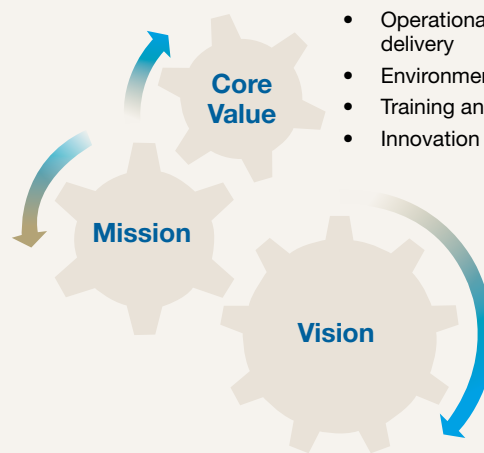 • Operationa
delivery
• Environmen
• Training an
• Innovation
Core
Value
Mission
Vision